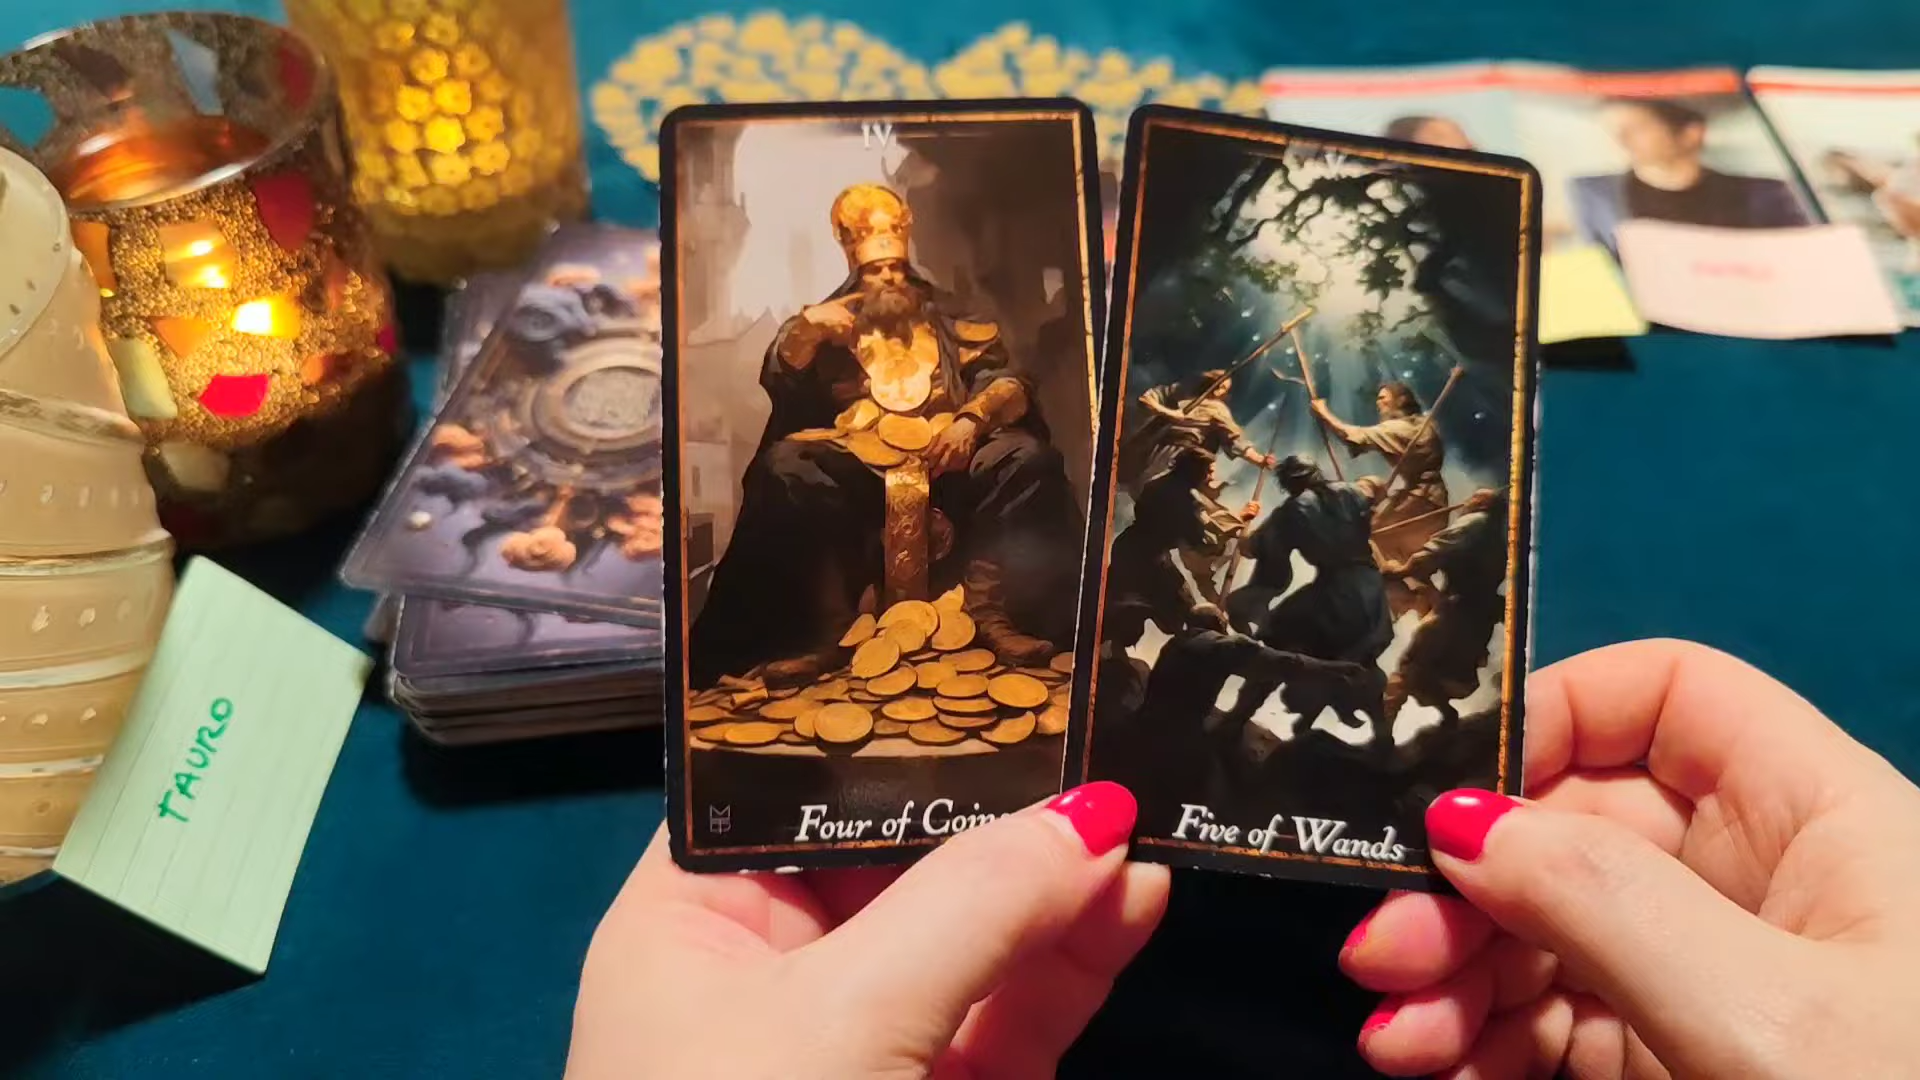 IV
V
Four of Coins
Five of Wands
TAURO